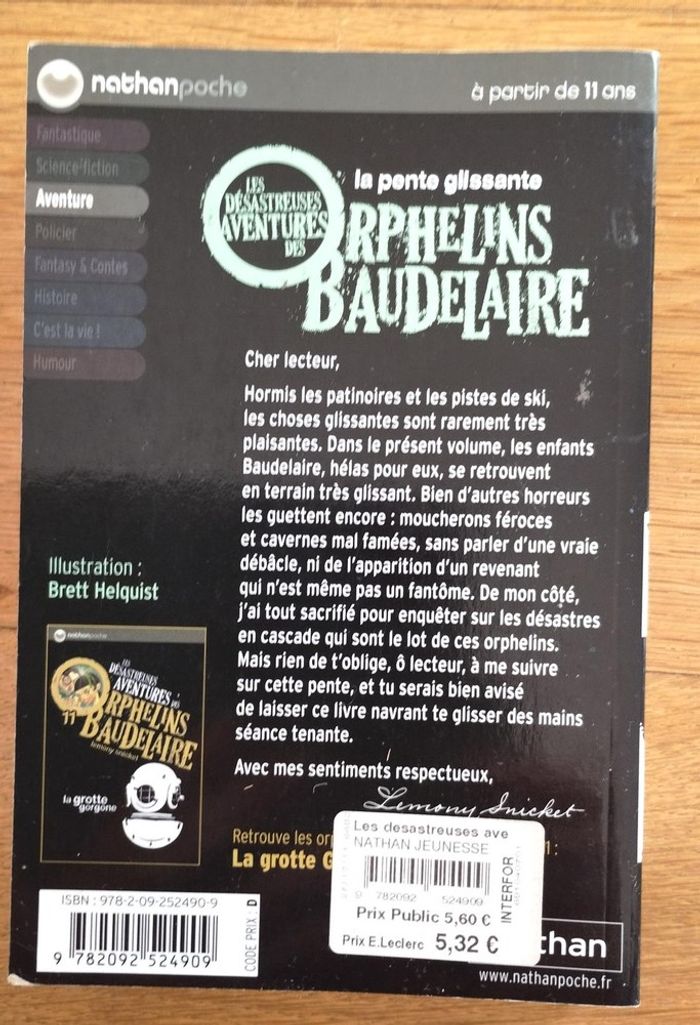 nathanpoche
à partir de 11 ans
Fantastique
Science-fiction
Aventure
Policier
Fantasy & Contes
Histoire
C'est la vie !
Humour
la pente glissante
LES
DÉSASTREUSES
AVENTURES
DES
ORPHELINS
BAUDELAIRE
Cher lecteur,
Hormis les patinoires et les pistes de ski,
les choses glissantes sont rarement très
plaisantes. Dans le présent volume, les enfants
Baudelaire, hélas pour eux, se retrouvent
en terrain très glissant. Bien d'autres horreurs
les guettent encore : moucherons féroces
et cavernes mal famées, sans parler d'une vraie
débâcle, ni de l'apparition d'un revenant
qui n'est même pas un fantôme. De mon côté,
j'ai tout sacrifié pour enquêter sur les désastres
en cascade qui sont le lot de ces orphelins.
Mais rien de t'oblige, ô lecteur, à me suivre
sur cette pente, et tu serais bien avisé
de laisser ce livre navrant te glisser des mains
séance tenante.
Avec mes sentiments respectueux,
Lemony Snicket
Illustration :
Brett Helquist
nathanpoche
LES
DÉSASTREUSES
AVENTURES DES
ORPHELINS
11
BAUDELAIRE
lemony snicket
la grotte
gorgone
Retrouve les or
1 :
La grotte G
Les desastreuses ave
NATHAN JEUNESSE
INTERFOR
9 782092 524909
Prix Public 5,60 €
Prix E.Leclerc 5,32 €
ISBN : 978-2-09-252490-9
CODE PRIX : D
9 782092 524909
than
www.nathanpoche.fr